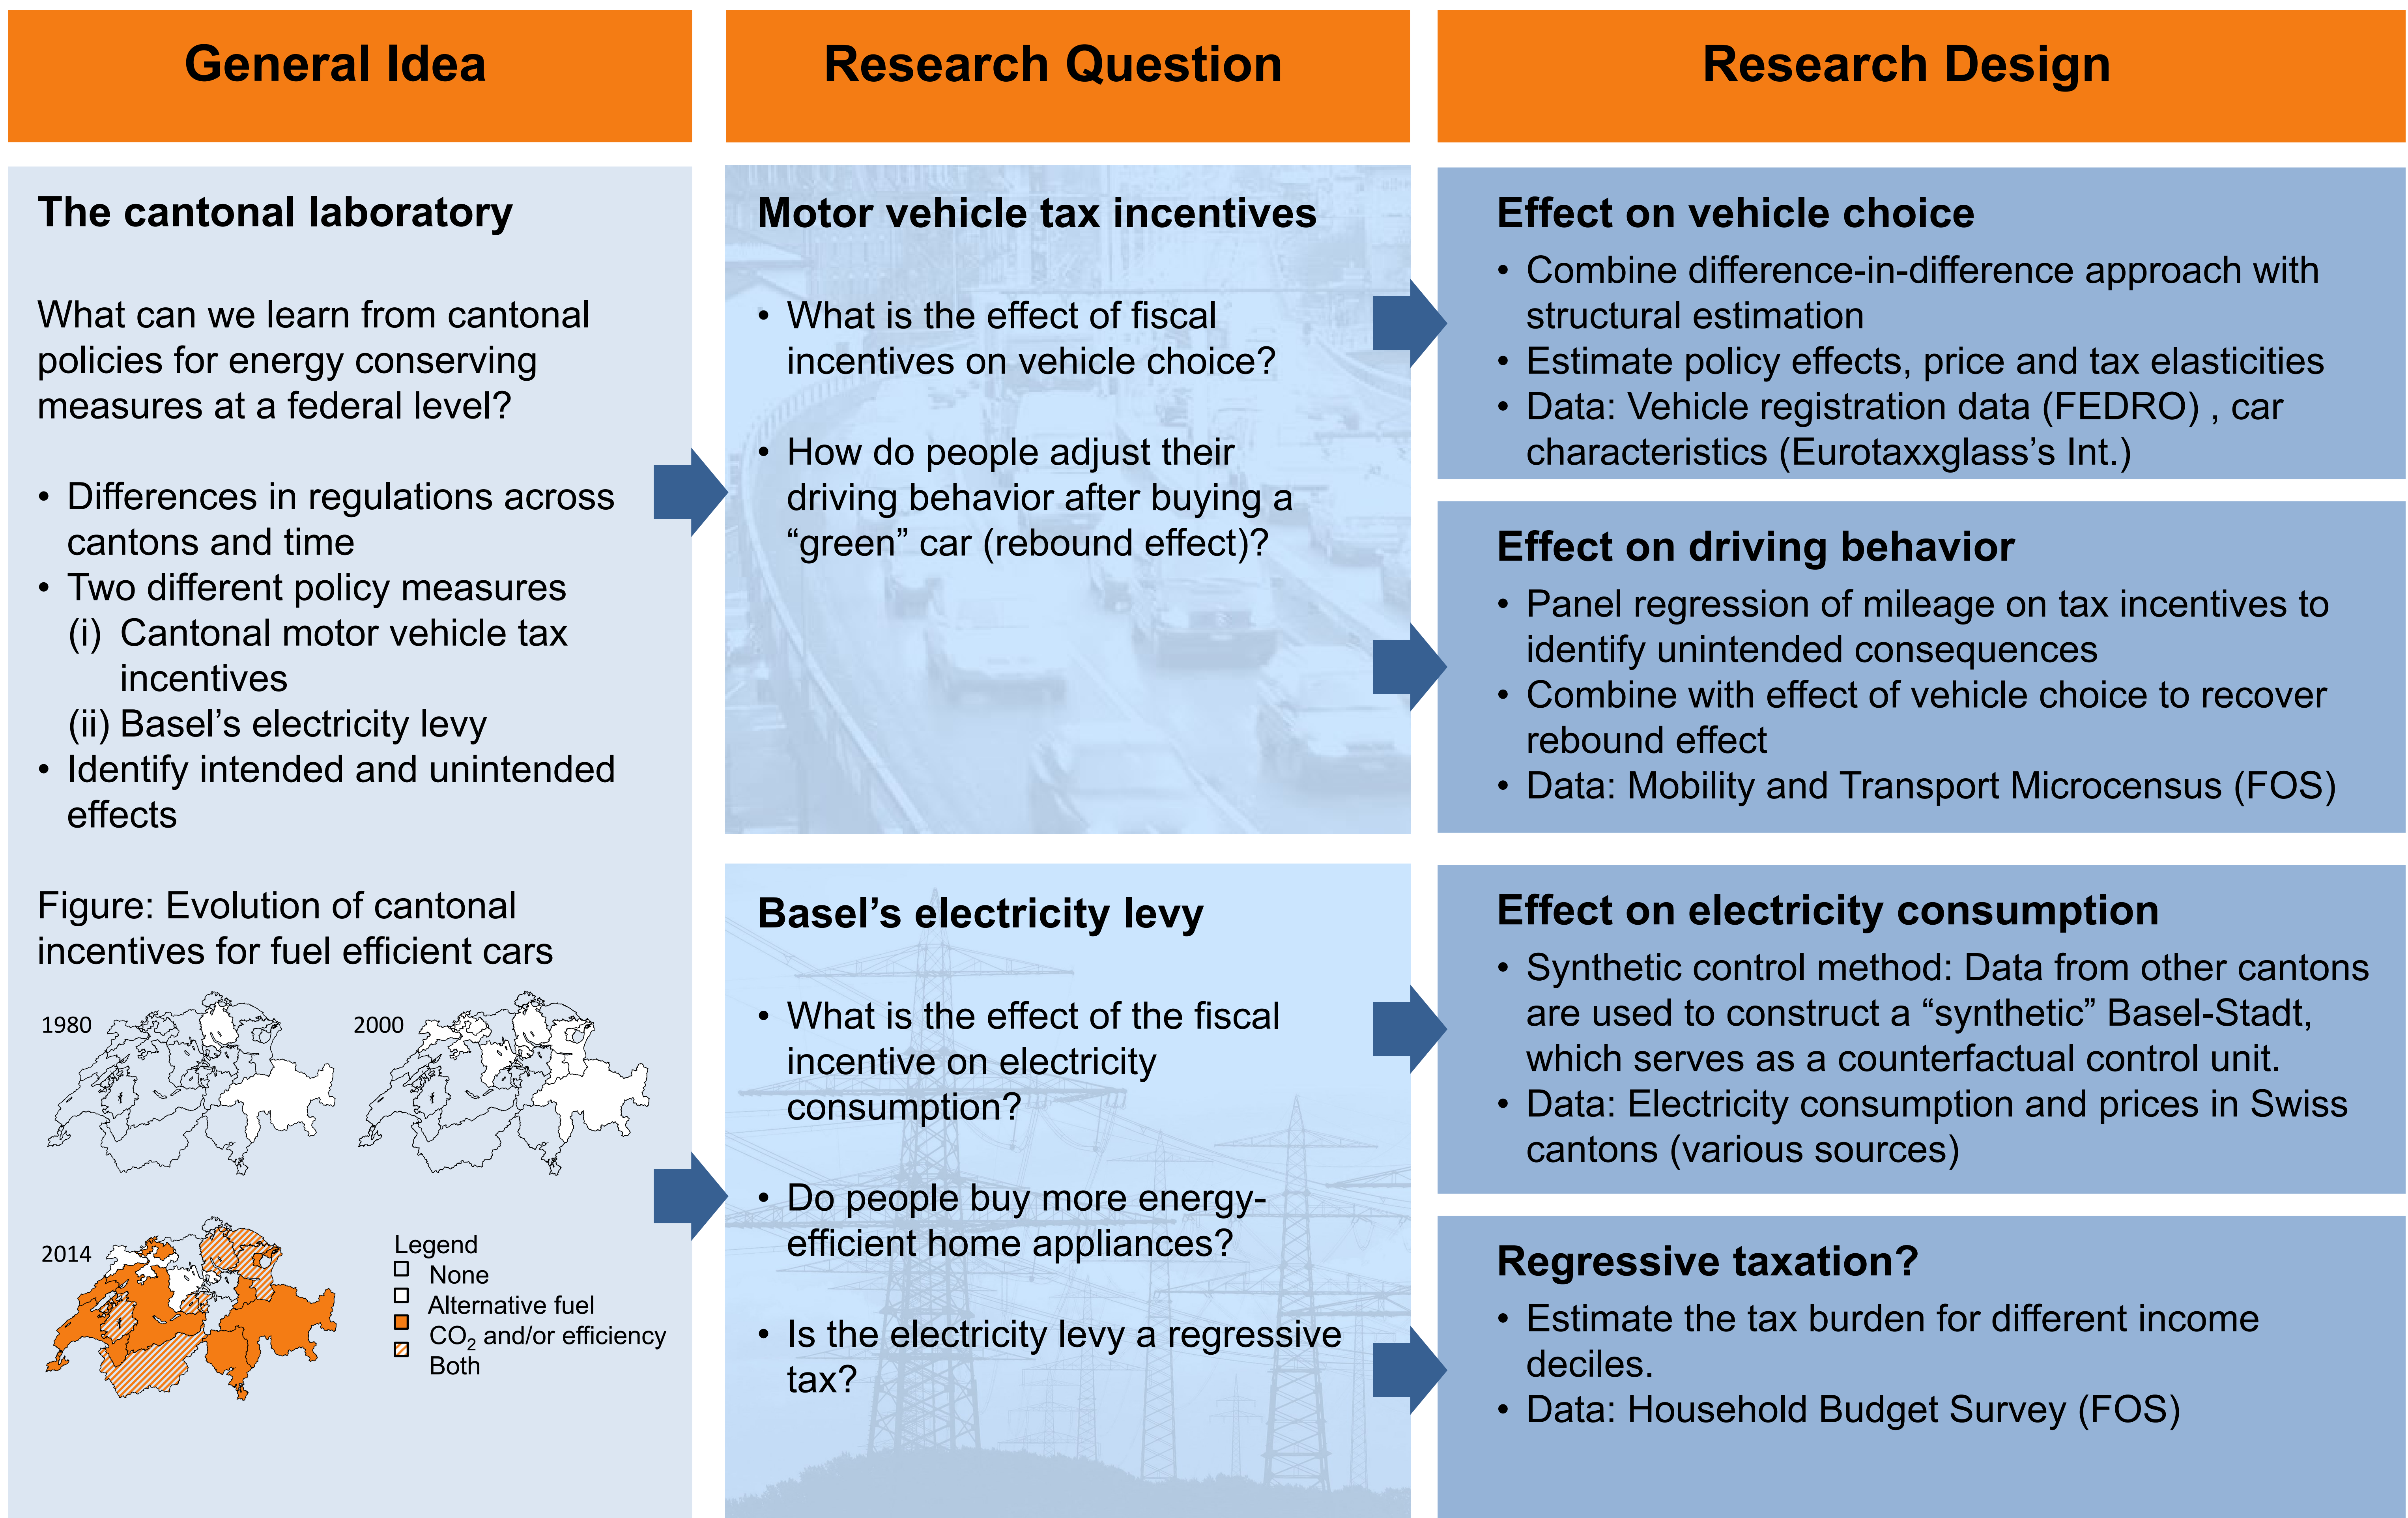 General Idea
Research Question
Research Design
The cantonal laboratory
What can we learn from cantonal
policies for energy conserving
measures at a federal level?
• Differences in regulations across
cantons and time
• Two different policy measures
(i) Cantonal motor vehicle tax
incentives
(ii) Basel’s electricity levy
• Identify intended and unintended
effects
Figure: Evolution of cantonal
incentives for fuel efficient cars
1980
2000
2014
Legend
None
Alternative fuel
CO₂ and/or efficiency
Both
Motor vehicle tax incentives
• What is the effect of fiscal
incentives on vehicle choice?
• How do people adjust their
driving behavior after buying a
“green” car (rebound effect)?
Basel’s electricity levy
• What is the effect of the fiscal
incentive on electricity
consumption?
• Do people buy more energy-
efficient home appliances?
• Is the electricity levy a regressive
tax?
Effect on vehicle choice
• Combine difference-in-difference approach with
structural estimation
• Estimate policy effects, price and tax elasticities
• Data: Vehicle registration data (FEDRO) , car
characteristics (Eurotaxxglass’s Int.)
Effect on driving behavior
• Panel regression of mileage on tax incentives to
identify unintended consequences
• Combine with effect of vehicle choice to recover
rebound effect
• Data: Mobility and Transport Microcensus (FOS)
Effect on electricity consumption
• Synthetic control method: Data from other cantons
are used to construct a “synthetic” Basel-Stadt,
which serves as a counterfactual control unit.
• Data: Electricity consumption and prices in Swiss
cantons (various sources)
Regressive taxation?
• Estimate the tax burden for different income
deciles.
• Data: Household Budget Survey (FOS)